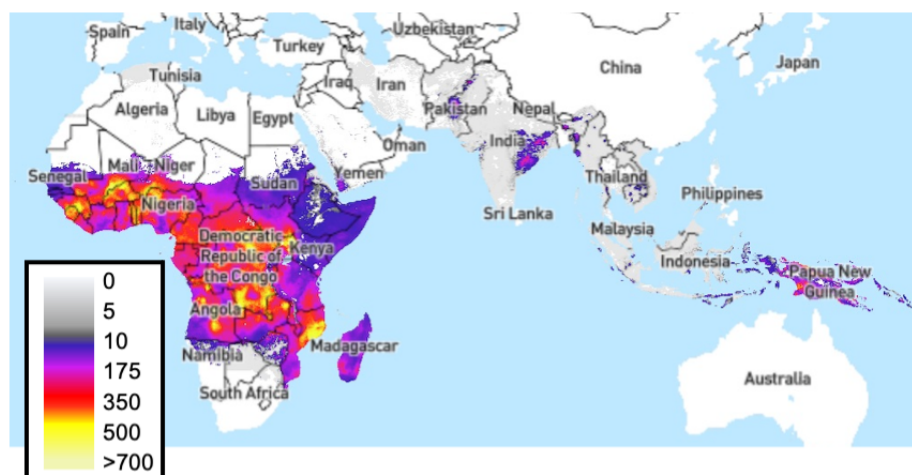 Spain
Italy
Turkey
Uzbekistan
China
Japan
Tunisia
Iraq
Iran
Algeria
Libya
Egypt
Pakistan
Nepal
Oman
India
Mali
Niger
Senegal
Sudan
Yemen
Thailand
Philippines
Nigeria
Sri Lanka
Malaysia
Democratic
Republic of
the Congo
Kenya
Indonesia
Papua New
Guinea
Angola
Madagascar
Namibia
South Africa
Australia
0
5
10
175
350
500
>700